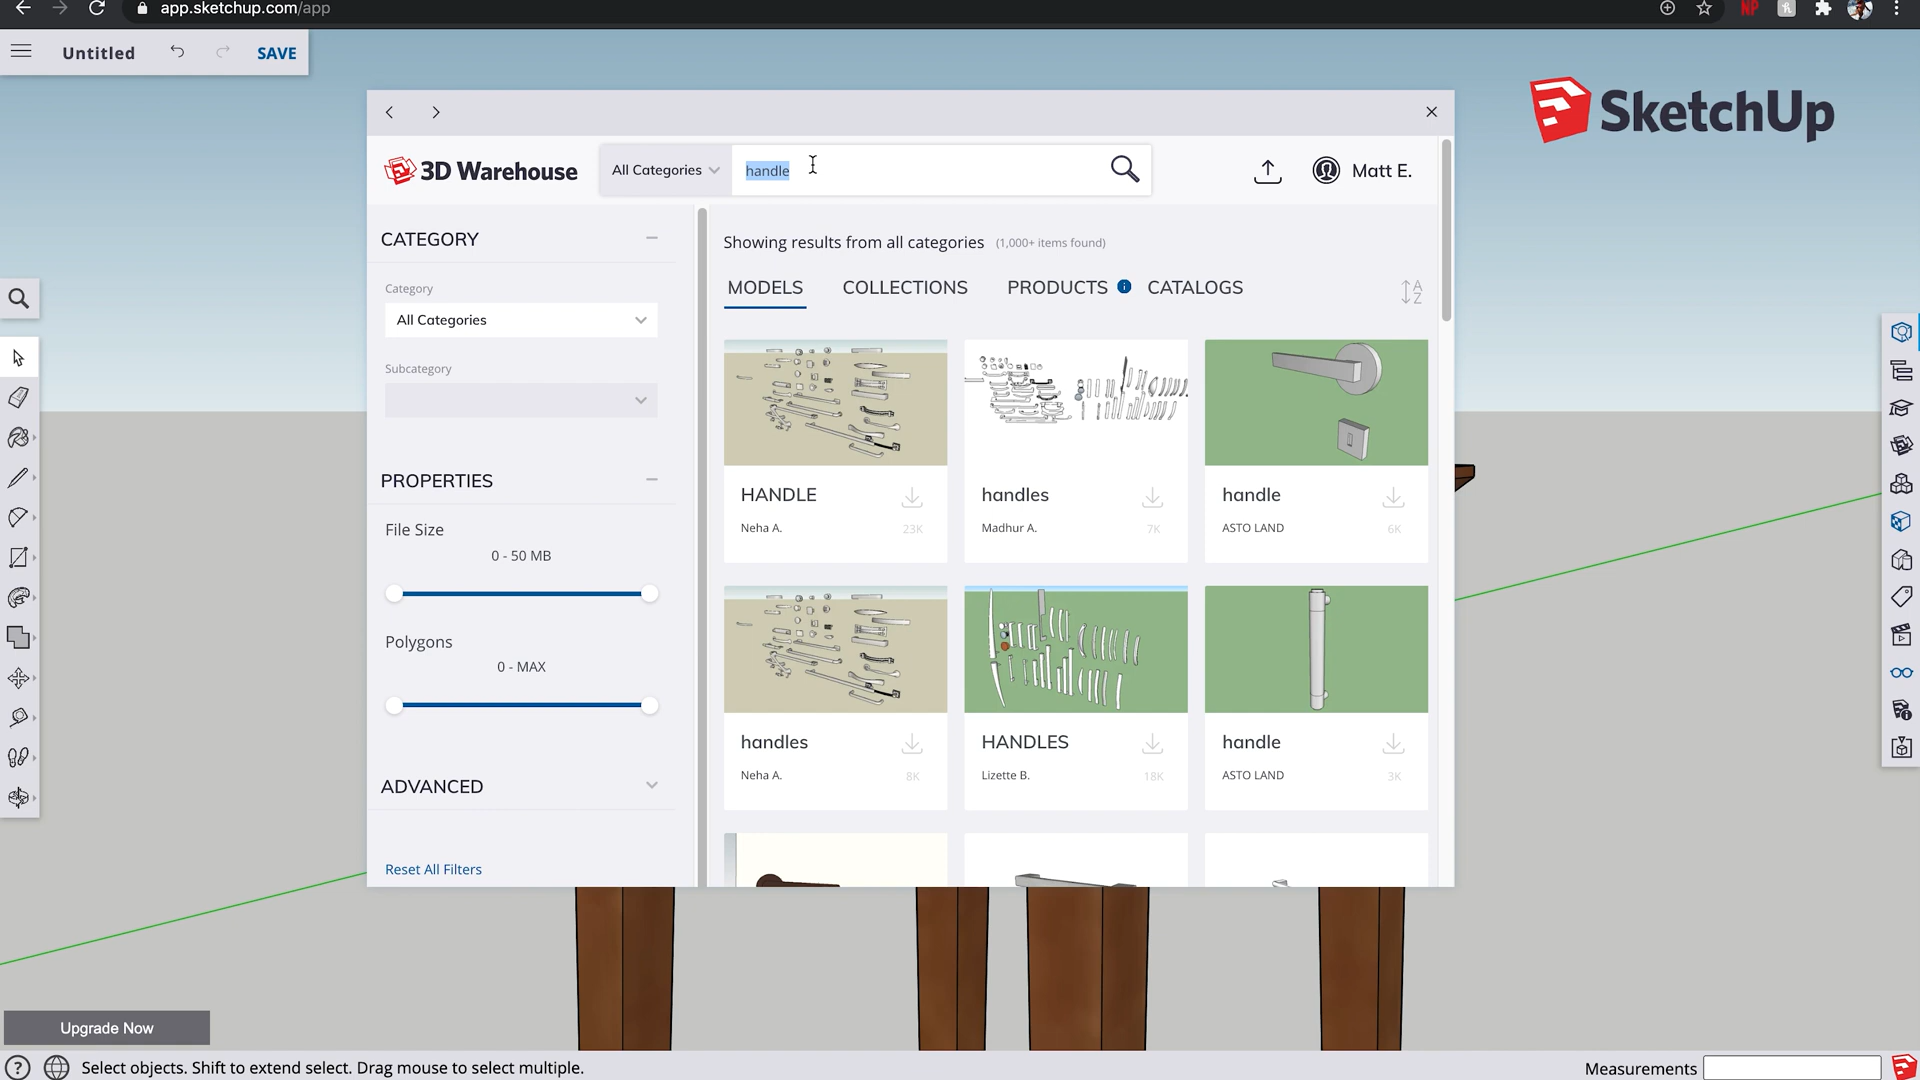 app.sketchup.com/app
NP
Untitled
SAVE
SketchUp
3D Warehouse
All Categories
handle
Matt E.
CATEGORY
Category
All Categories
Subcategory
PROPERTIES
File Size
0 - 50 MB
Polygons
0 - MAX
ADVANCED
Reset All Filters
Showing results from all categories (1,000+ items found)
MODELS
COLLECTIONS
PRODUCTS
CATALOGS
A
Z
HANDLE
Neha A.
23K
handles
Madhur A.
7K
handle
ASTO LAND
6K
handles
Neha A.
8K
HANDLES
Lizette B.
18K
handle
ASTO LAND
3K
Upgrade Now
Select objects. Shift to extend select. Drag mouse to select multiple.
Measurements